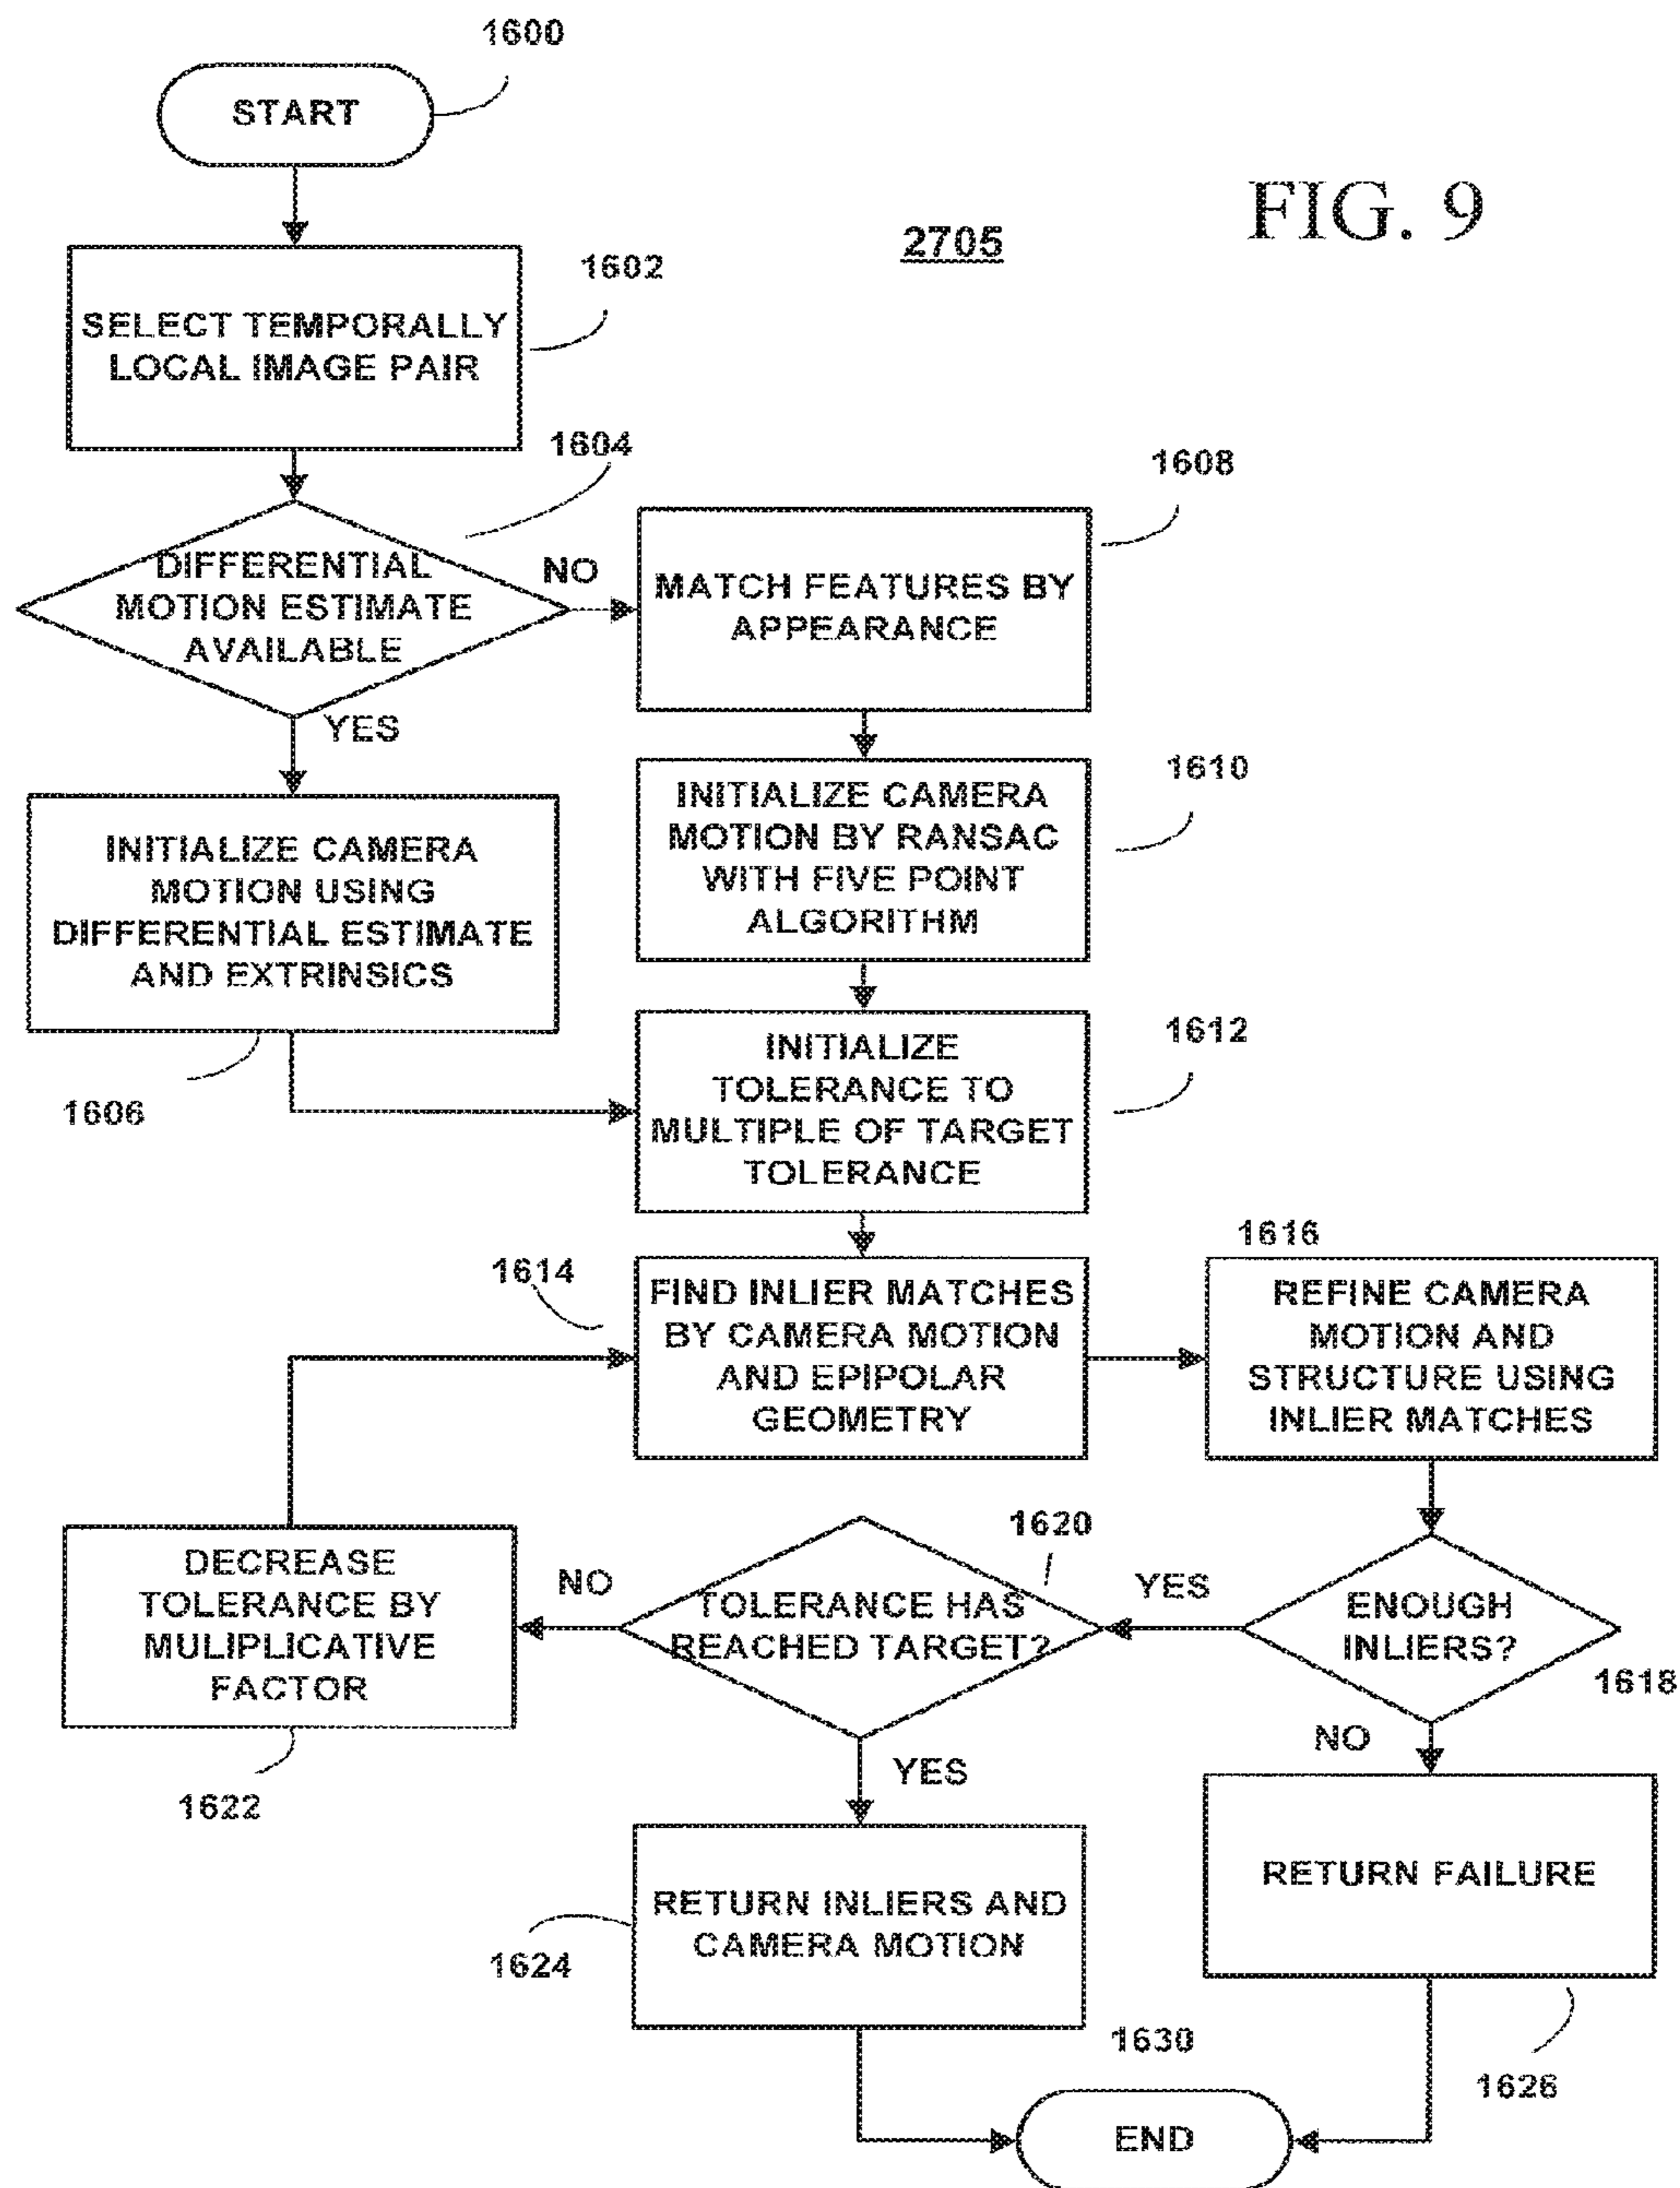 1600
START
FIG. 9
2705
1602
SELECT TEMPORALLY
LOCAL IMAGE PAIR
1604
DIFFERENTIAL
MOTION ESTIMATE
AVAILABLE
NO
YES
1608
MATCH FEATURES BY
APPEARANCE
1610
INITIALIZE CAMERA
MOTION BY RANSAC
WITH FIVE POINT
ALGORITHM
INITIALIZE CAMERA
MOTION USING
DIFFERENTIAL ESTIMATE
AND EXTRINSICS
1606
1612
INITIALIZE
TOLERANCE TO
MULTIPLE OF TARGET
TOLERANCE
1614
FIND INLIER MATCHES
BY CAMERA MOTION
AND EPIPOLAR
GEOMETRY
1616
REFINE CAMERA
MOTION AND
STRUCTURE USING
INLIER MATCHES
ENOUGH
INLIERS?
1618
YES
NO
1620
TOLERANCE HAS
REACHED TARGET?
NO
YES
DECREASE
TOLERANCE BY
MULIPLICATIVE
FACTOR
1622
RETURN INLIERS AND
CAMERA MOTION
1624
RETURN FAILURE
1626
1630
END